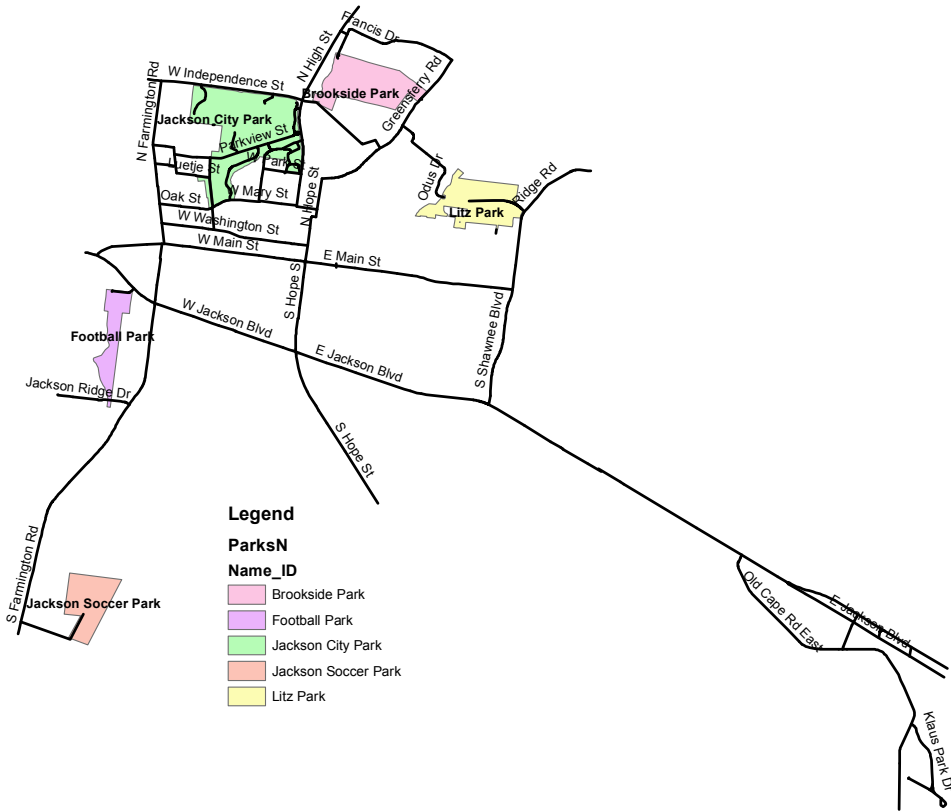 Francis Dr
N High St
W Independence St
Brookside Park
N Farmington Rd
Greensferry Rd
Jackson City Park
Parkview St
W Park St
Luetje St
Odus Dr
Ridge Rd
Oak St
W Mary St
N Hope St
Litz Park
W Washington St
W Main St
E Main St
S Hope S
W Jackson Blvd
S Shawnee Blvd
Football Park
E Jackson Blvd
Jackson Ridge Dr
S Hope St
S Farmington Rd
Jackson Soccer Park
Old Cape Rd East
E Jackson Blvd
Klaus Park Dr
Legend
ParksN
Name_ID
Brookside Park
Football Park
Jackson City Park
Jackson Soccer Park
Litz Park